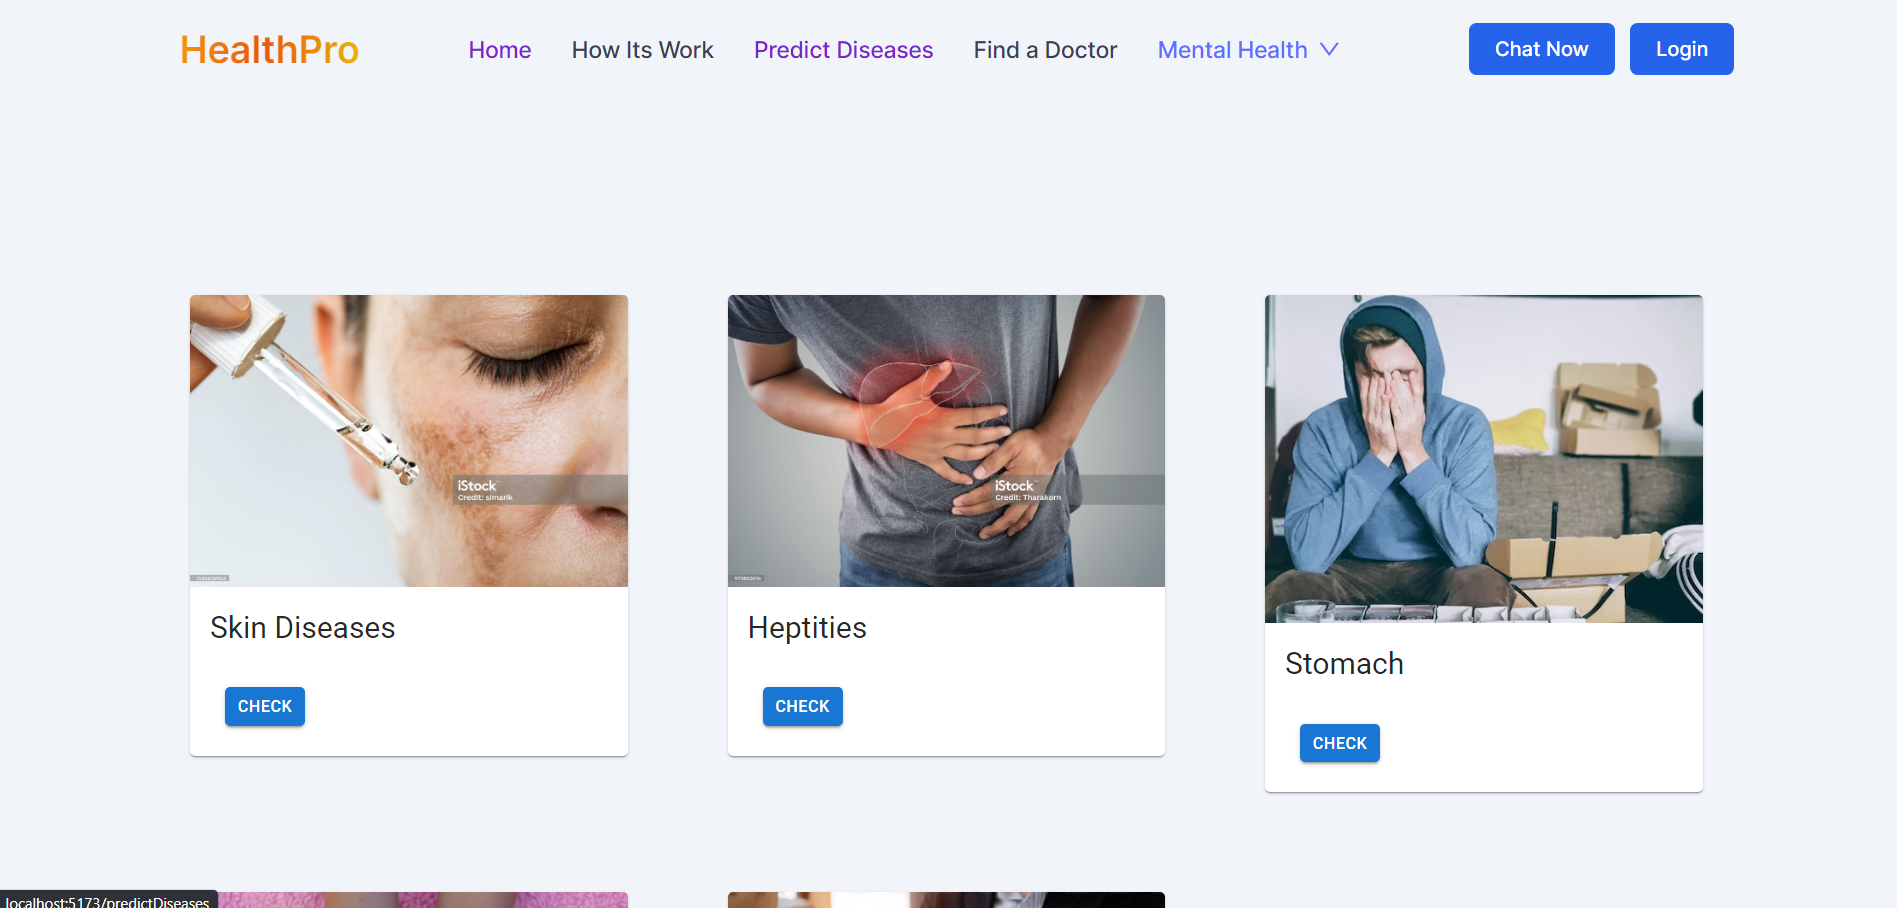 HealthPro
Home
How Its Work
Predict Diseases
Find a Doctor
Mental Health
Chat Now
Login
iStock
Credit: simarik
iStock
Credit: Tharakorn
Skin Diseases
CHECK
Heptities
CHECK
Stomach
CHECK
localhost:5173/predictDiseases